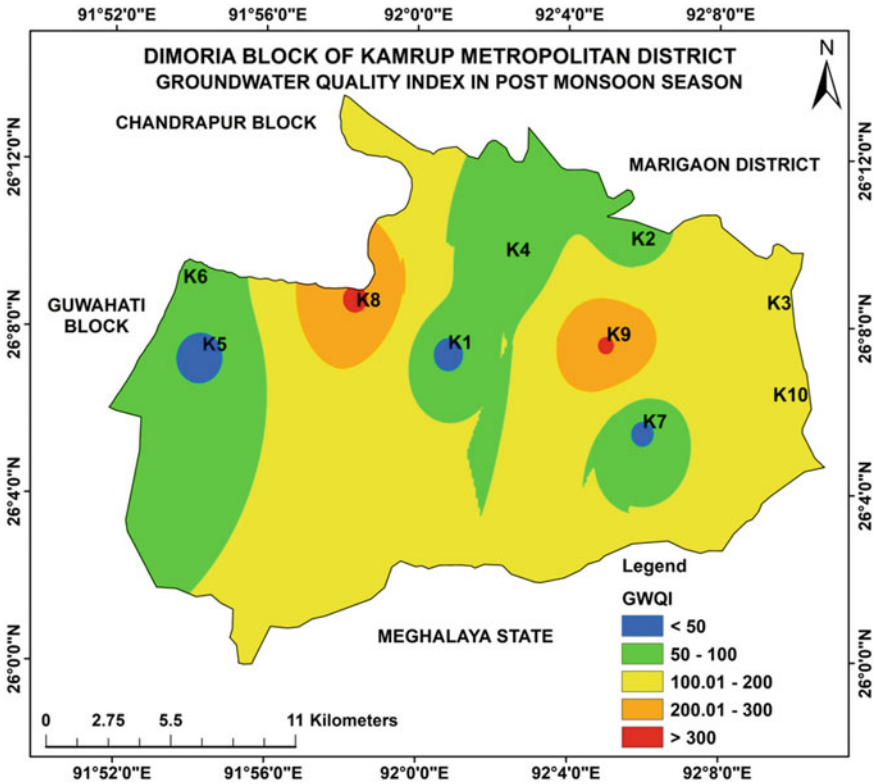 91°52'0"E 91°56'0"E 92°0'0"E 92°4'0"E 92°8'0"E
DIMORIA BLOCK OF KAMRUP METROPOLITAN DISTRICT
GROUNDWATER QUALITY INDEX IN POST MONSOON SEASON
N
CHANDRAPUR BLOCK
MARIGAON DISTRICT
26°12'0"N
26°12'0"N
K2
K4
K6
K8
K3
GUWAHATI
BLOCK
26°8'0"N
26°8'0"N
K5
K1
K9
K10
K7
26°4'0"N
26°4'0"N
Legend
GWQI
< 50
50 - 100
100.01 - 200
200.01 - 300
> 300
MEGHALAYA STATE
26°0'0"N
26°0'0"N
0 2.75 5.5 11 Kilometers
91°52'0"E 91°56'0"E 92°0'0"E 92°4'0"E 92°8'0"E